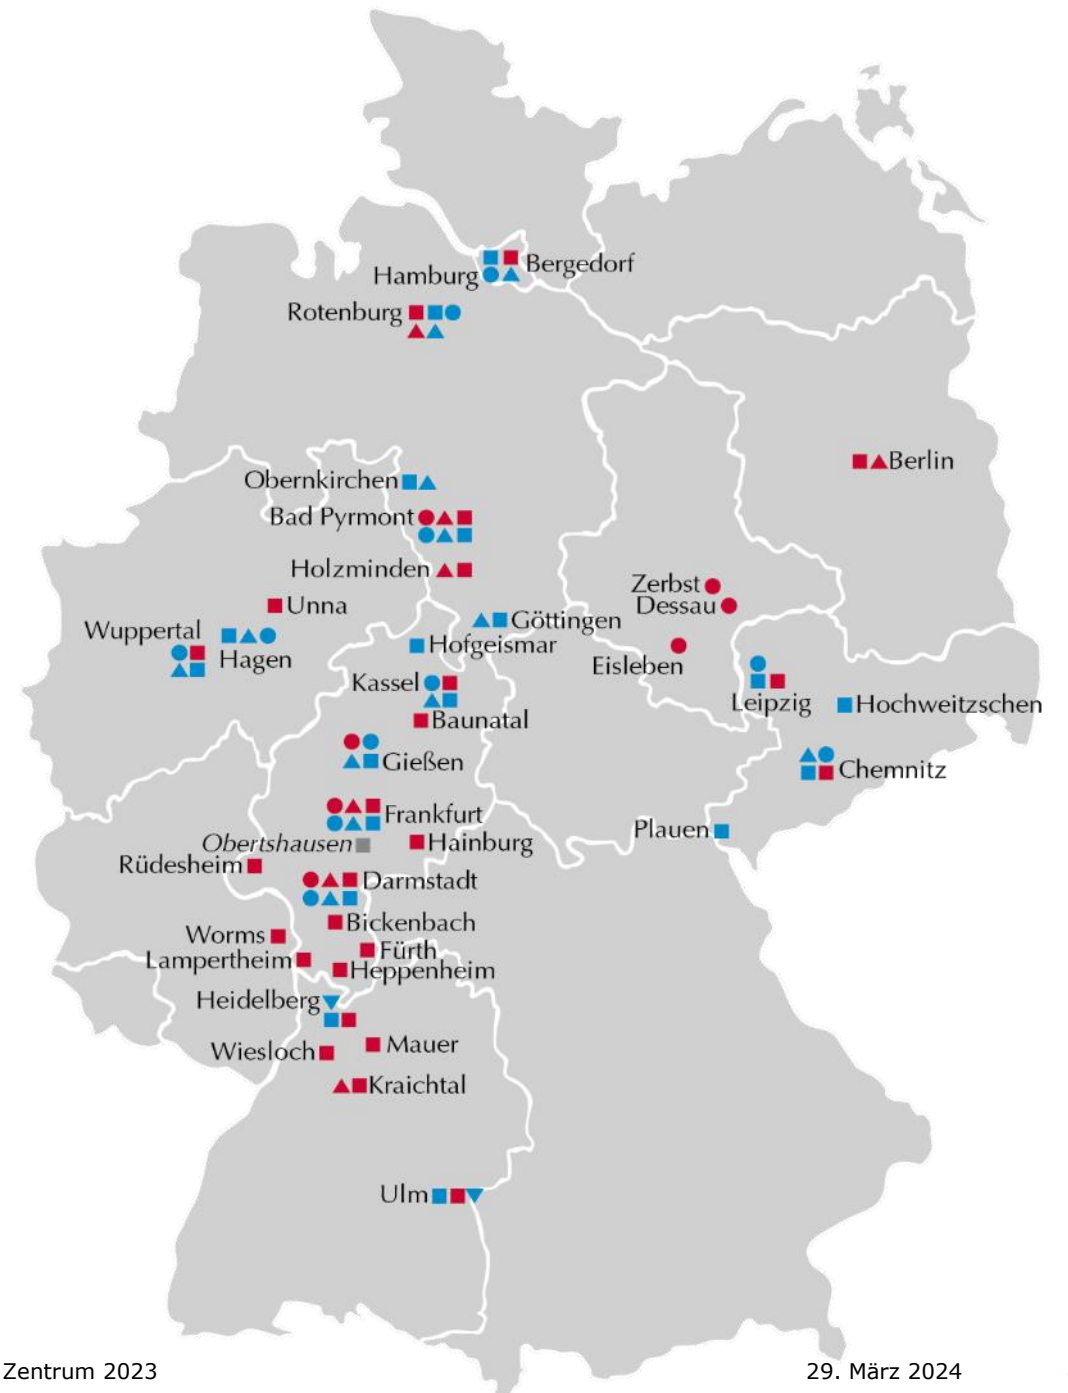 Bergedorf
Hamburg
Rotenburg
Berlin
Obernkirchen
Bad Pyrmont
Holzminden
Zerbst
Dessau
Unna
Göttingen
Wuppertal
Hofgeismar
Hagen
Eisleben
Kassel
Leipzig
Hochweitzschen
Baunatal
Gießen
Chemnitz
Frankfurt
Plauen
Obertshausen
Hainburg
Rüdesheim
Darmstadt
Bickenbach
Worms
Fürth
Lampertheim
Heppenheim
Heidelberg
Mauer
Wiesloch
Kraichtal
Ulm
Zentrum 2023
29. März 2024